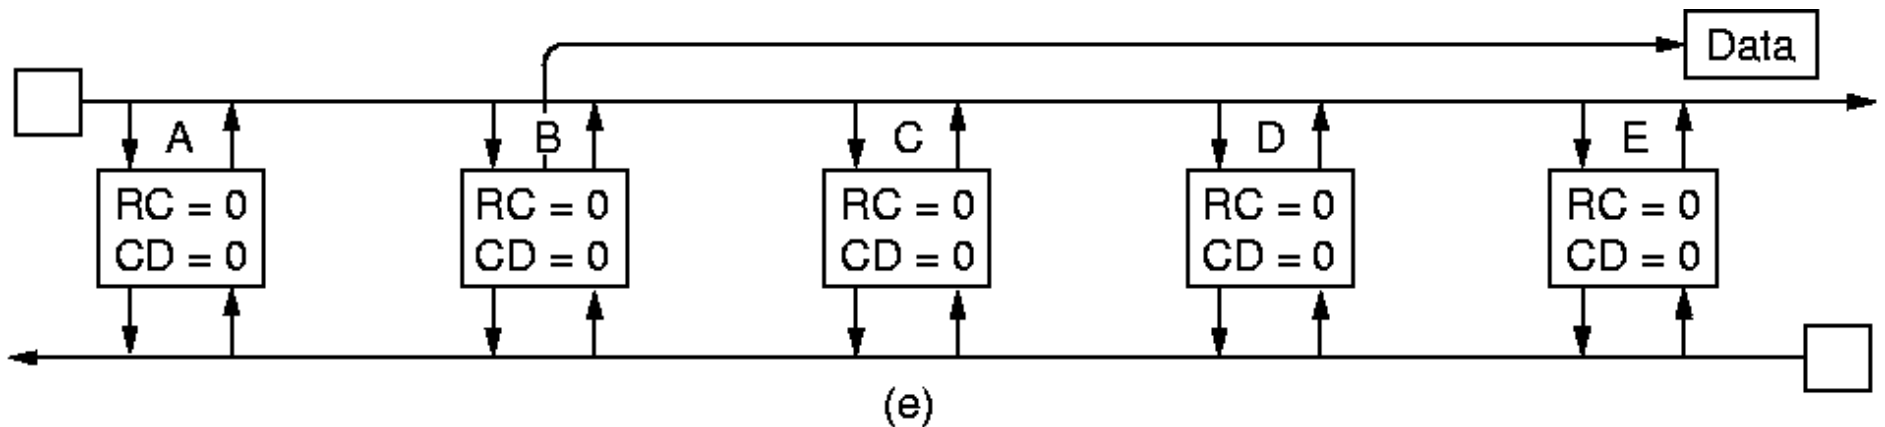 Data
A B C D E
RC = 0 RC = 0 RC = 0 RC = 0 RC = 0
CD = 0 CD = 0 CD = 0 CD = 0 CD = 0
(e)